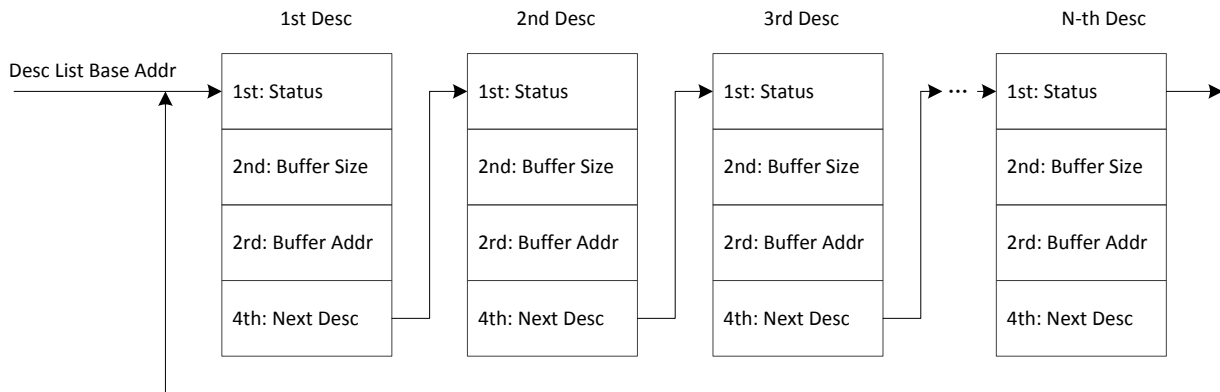 1st Desc
2nd Desc
3rd Desc
N-th Desc
Desc List Base Addr
1st: Status
1st: Status
1st: Status
...
1st: Status
2nd: Buffer Size
2nd: Buffer Size
2nd: Buffer Size
2nd: Buffer Size
2rd: Buffer Addr
2rd: Buffer Addr
2rd: Buffer Addr
2rd: Buffer Addr
4th: Next Desc
4th: Next Desc
4th: Next Desc
4th: Next Desc